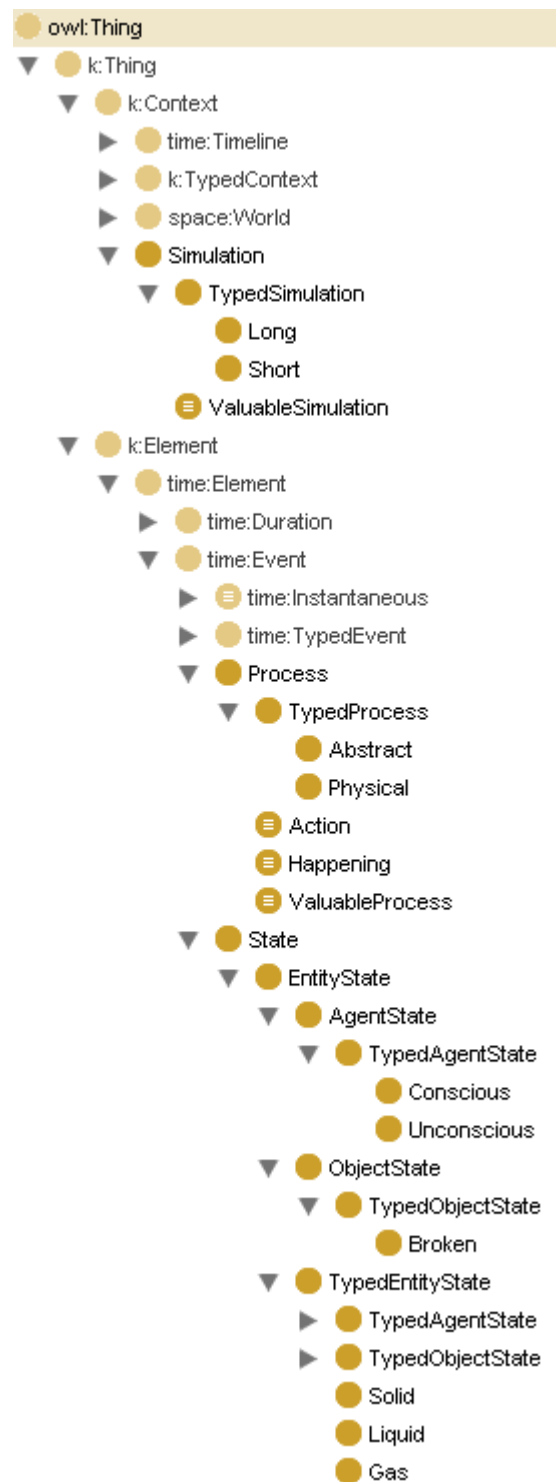 owl:Thing
k:Thing
k:Context
time:Timeline
k:TypedContext
space:World
Simulation
TypedSimulation
Long
Short
ValuableSimulation
k:Element
time:Element
time:Duration
time:Event
time:Instantaneous
time:TypedEvent
Process
TypedProcess
Abstract
Physical
Action
Happening
ValuableProcess
State
EntityState
AgentState
TypedAgentState
Conscious
Unconscious
ObjectState
TypedObjectState
Broken
TypedEntityState
TypedAgentState
TypedObjectState
Solid
Liquid
Gas